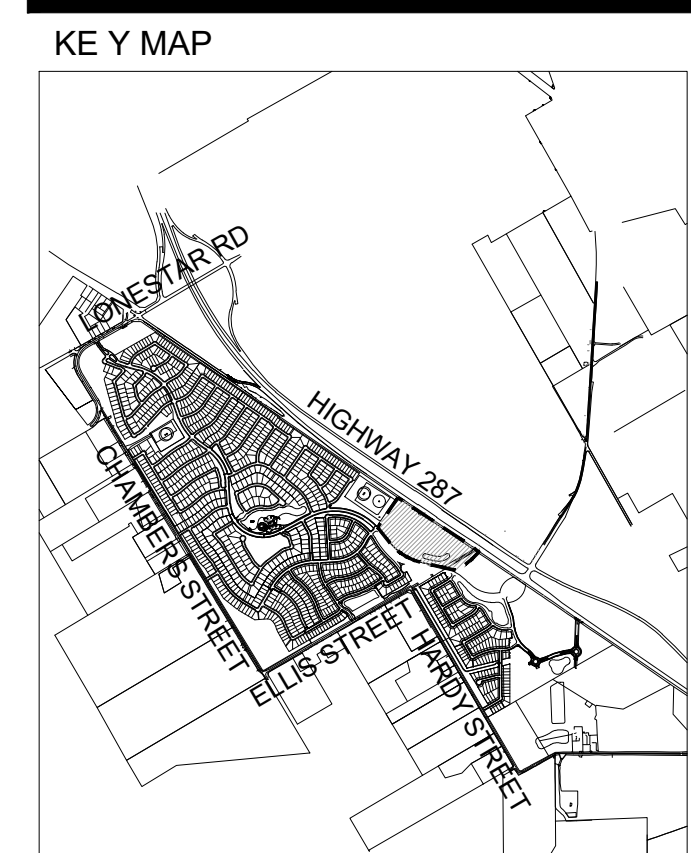 KE Y MAP
LONESTAR RD
HIGHWAY 287
CHAMBERS STREET
ELLIS STREET
HARDY STREET